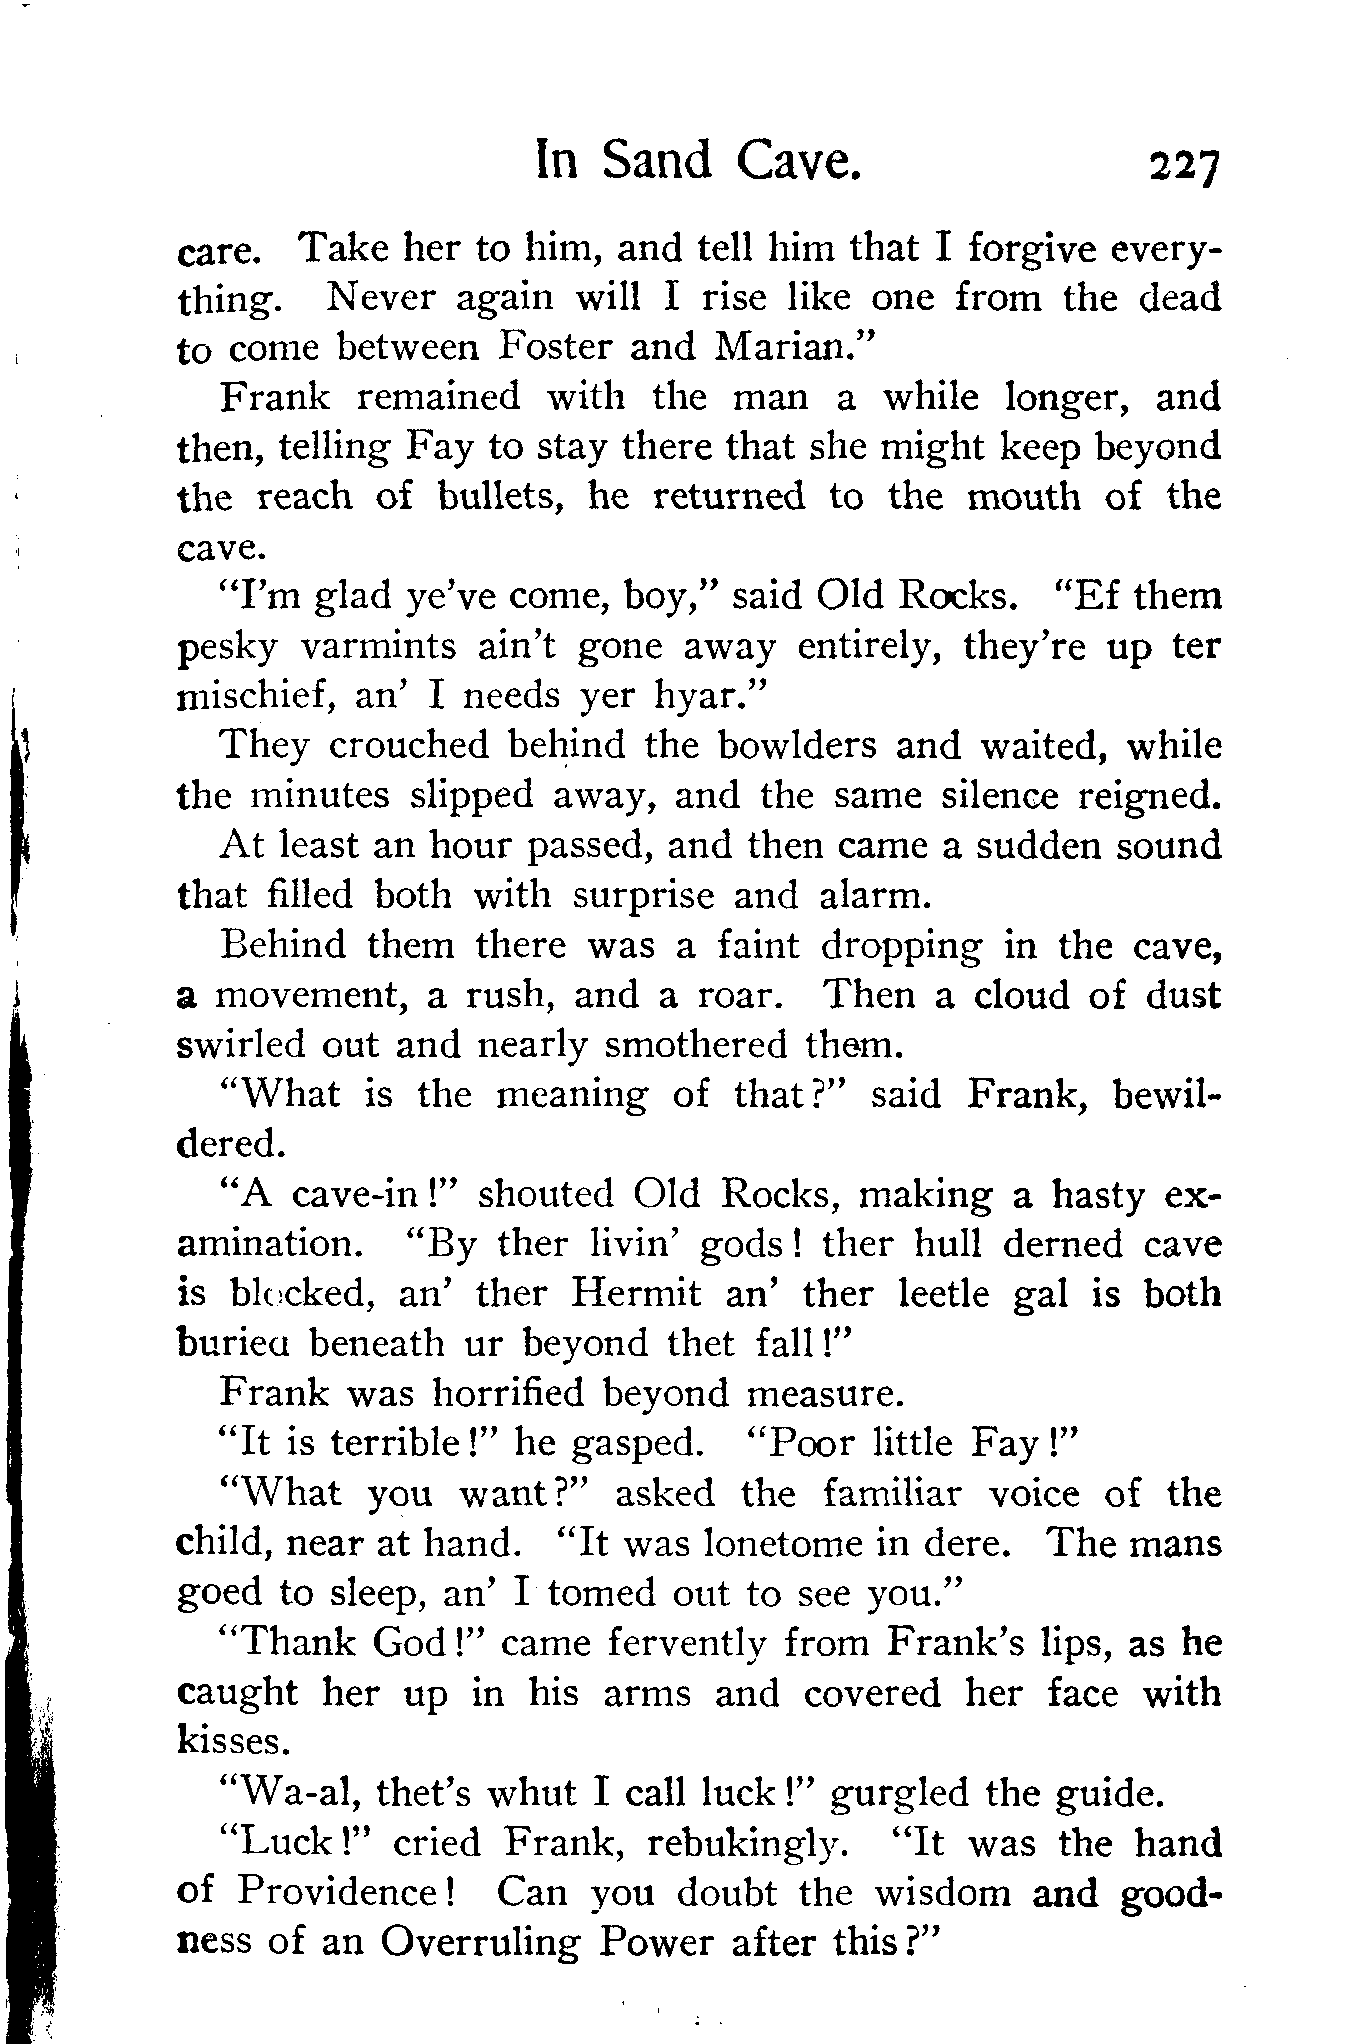 In Sand Cave. 227
care. Take her to him, and tell him that I forgive every-
thing. Never again will I rise like one from the dead
to come between Foster and Marian.”
Frank remained with the man a while longer, and
then, telling Fay to stay there that she might keep beyond
the reach of bullets, he returned to the mouth of the
cave.
“I’m glad ye’ve come, boy,” said Old Rocks. “Ef them
pesky varmints ain’t gone away entirely, they’re up ter
mischief, an’ I needs yer hyar.”
They crouched behind the bowlders and waited, while
the minutes slipped away, and the same silence reigned.
At least an hour passed, and then came a sudden sound
that filled both with surprise and alarm.
Behind them there was a faint dropping in the cave,
a movement, a rush, and a roar. Then a cloud of dust
swirled out and nearly smothered them.
“What is the meaning of that?” said Frank, bewil-
dered.
“A cave-in!” shouted Old Rocks, making a hasty ex-
amination. “By ther livin’ gods! ther hull derned cave
is blocked, an’ ther Hermit an’ ther leetle gal is both
buried beneath ur beyond thet fall!”
Frank was horrified beyond measure.
“It is terrible!” he gasped. “Poor little Fay!”
“What you want?” asked the familiar voice of the
child, near at hand. “It was lonetome in dere. The mans
goed to sleep, an’ I tomed out to see you.”
“Thank God!” came fervently from Frank’s lips, as he
caught her up in his arms and covered her face with
kisses.
“Wa-al, thet’s whut I call luck!” gurgled the guide.
“Luck!” cried Frank, rebukingly. “It was the hand
of Providence! Can you doubt the wisdom and good-
ness of an Overruling Power after this?”